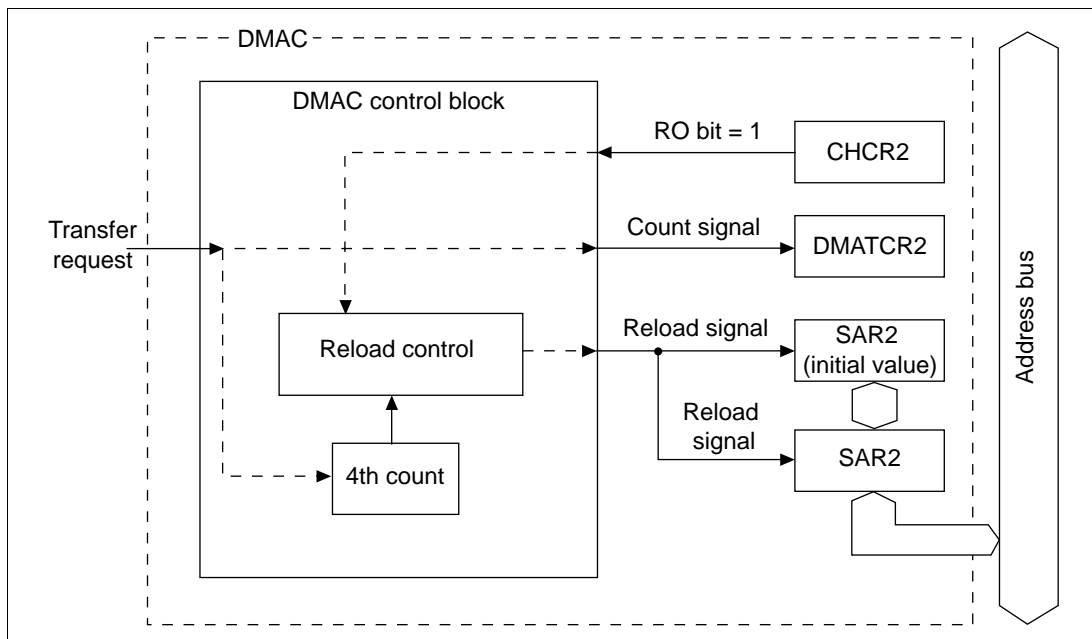 DMAC
DMAC control block
RO bit = 1
CHCR2
Transfer
request
Count signal
DMATCR2
Reload control
Reload signal
SAR2
(initial value)
Reload
signal
4th count
SAR2
Address bus